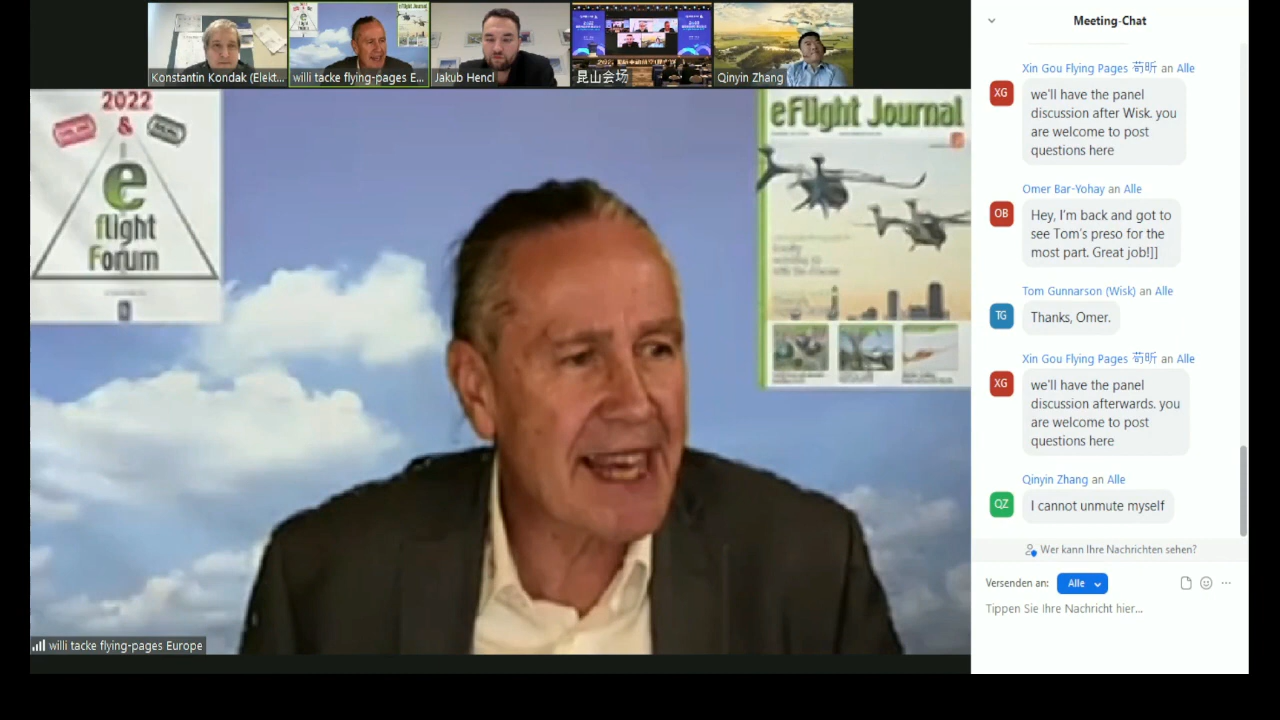 Konstantin Kondak (Elekt...
willi tacke flying-pages E...
Jakub Hencl
昆山会场
Qinyin Zhang
2022
&
e
flight
Forum
eFlight Journal
willi tacke flying-pages Europe
Meeting-Chat
Xin Gou Flying Pages 苟昕 an Alle
XG
we'll have the panel
discussion after Wisk. you
are welcome to post
questions here
Omer Bar-Yohay an Alle
OB
Hey, I'm back and got to
see Tom's preso for the
most part. Great job!]]
Tom Gunnarson (Wisk) an Alle
TG
Thanks, Omer.
Xin Gou Flying Pages 苟昕 an Alle
XG
we'll have the panel
discussion afterwards. you
are welcome to post
questions here
Qinyin Zhang an Alle
QZ
I cannot unmute myself
Wer kann Ihre Nachrichten sehen?
Versenden an: Alle
Tippen Sie Ihre Nachricht hier...